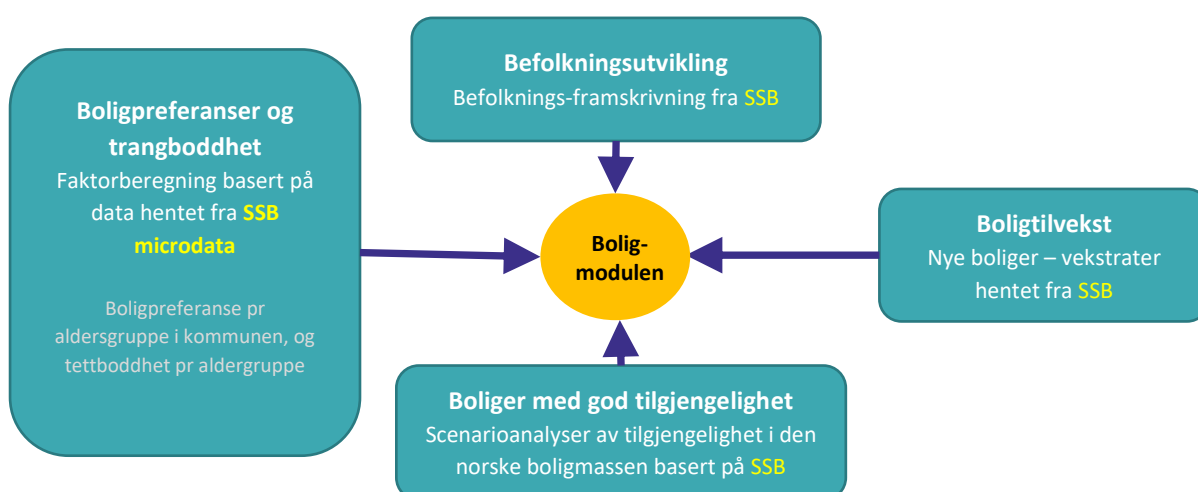 Boligpreferanser og
trangboddhet
Faktorberegning basert på
data hentet fra SSB
microdata
Boligpreferanse pr
aldersgruppe i kommunen, og
tettboddhet pr aldergruppe
Befolkningsutvikling
Befolknings-framskrivning fra SSB
Bolig-
modulen
Boligtilvekst
Nye boliger – vekstrater
hentet fra SSB
Boliger med god tilgjengelighet
Scenarioanalyser av tilgjengelighet i den
norske boligmassen basert på SSB